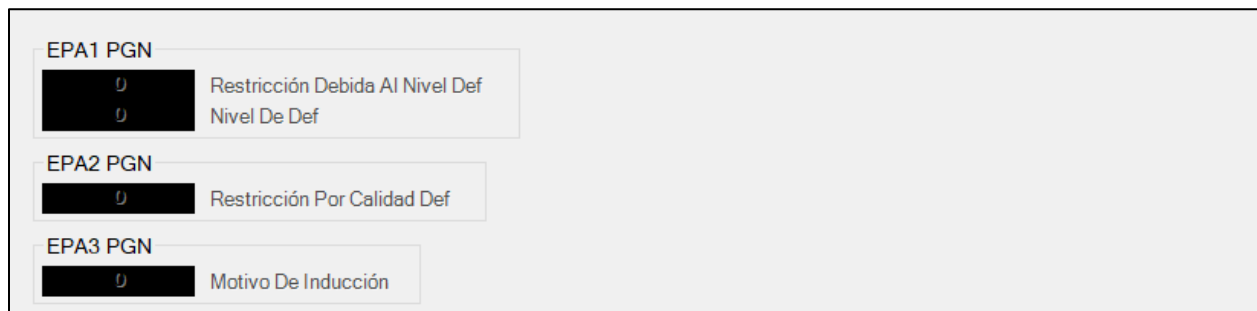 EPA1 PGN
0 Restricción Debida Al Nivel Def
0 Nivel De Def
EPA2 PGN
0 Restricción Por Calidad Def
EPA3 PGN
0 Motivo De Inducción